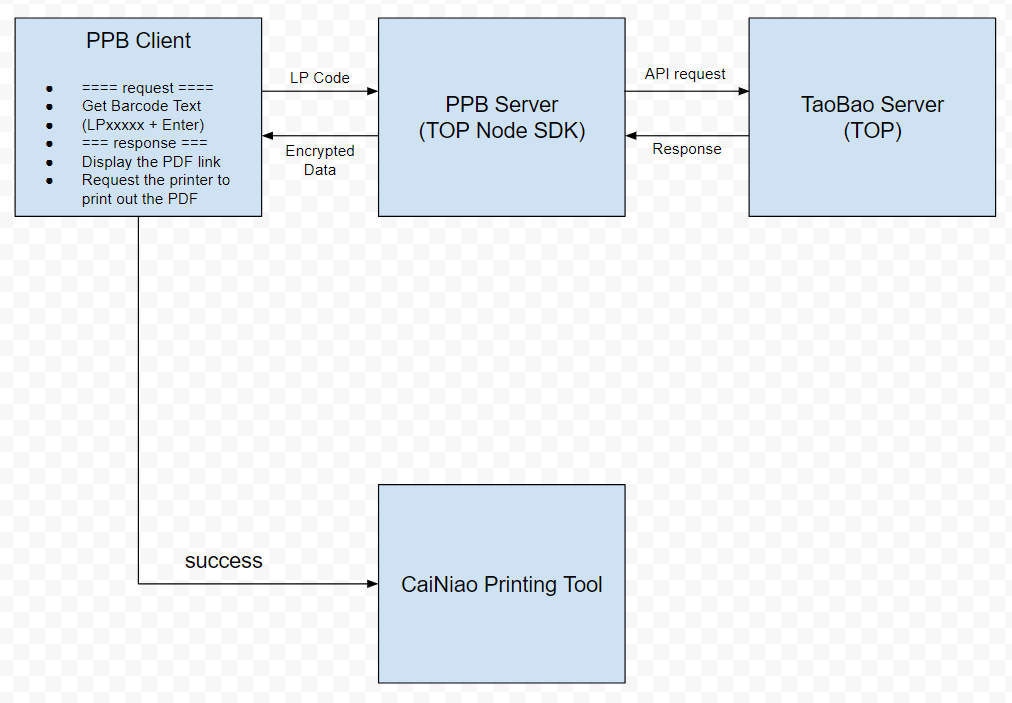 PPB Client
● ==== request ====
● Get Barcode Text
● (LPxxxxx + Enter)
● === response ===
● Display the PDF link
● Request the printer to
print out the PDF
LP Code
Encrypted
Data
PPB Server
(TOP Node SDK)
API request
Response
TaoBao Server
(TOP)
success
CaiNiao Printing Tool